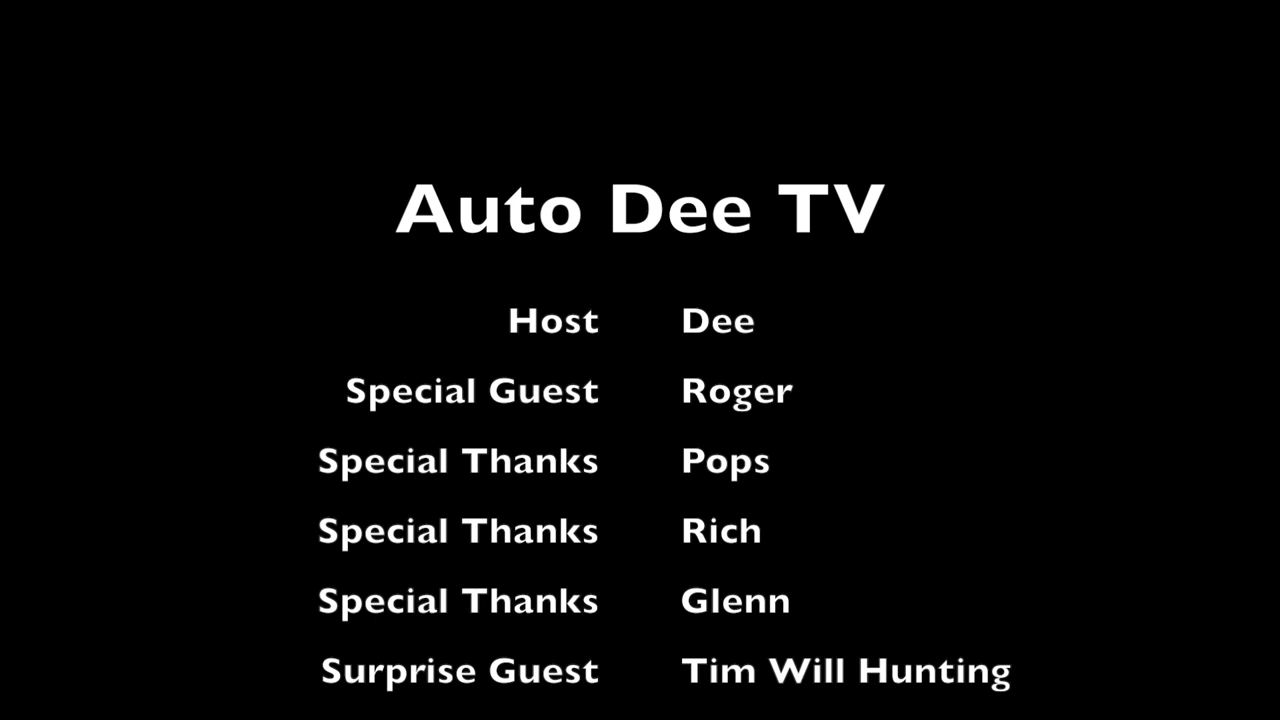 Auto Dee TV
Host Dee
Special Guest Roger
Special Thanks Pops
Special Thanks Rich
Special Thanks Glenn
Surprise Guest Tim Will Hunting